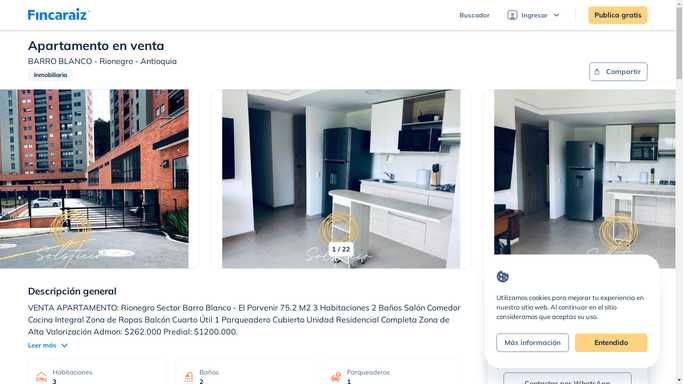 Fincaraiz
Buscador
Ingresar
Publica gratis
Apartamento en venta
BARRO BLANCO - Rionegro - Antioquia
Inmobiliaria
Compartir
Solsticio
Solsticio
1 / 22
Solsticio
Descripción general
VENTA APARTAMENTO: Rionegro Sector Barro Blanco - El Porvenir 75.2 M2 3 Habitaciones 2 Baños Salón Comedor
Cocina Integral Zona de Ropas Balcón Cuarto Útil 1 Parqueadero Cubierto Unidad Residencial Completa Zona de
Alta Valorización Admon: $262.000 Predial: $1200.000.
Leer más
Habitaciones
3
Baños
2
Parqueaderos
1
Utilizamos cookies para mejorar tu experiencia en
nuestro sitio web. Al continuar en el sitio
consideramos que aceptas su uso.
Más información
Entendido
Contactar por WhatsApp